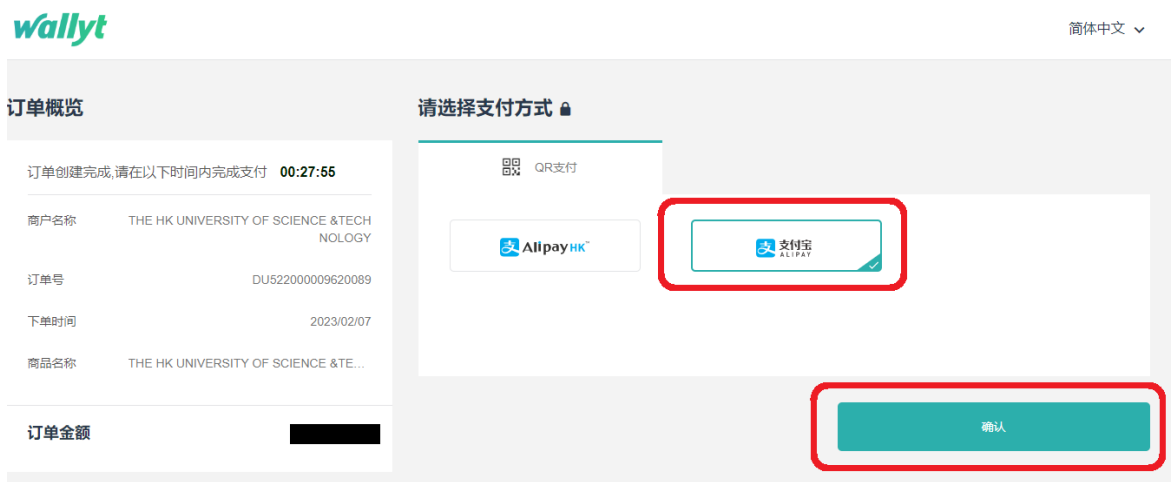 wallyt
简体中文
订单概览
订单创建完成,请在以下时间内完成支付 00:27:55
商户名称 THE HK UNIVERSITY OF SCIENCE &TECH
NOLOGY
订单号 DU522000009620089
下单时间 2023/02/07
商品名称 THE HK UNIVERSITY OF SCIENCE &TE...
订单金额
请选择支付方式
QR支付
支 Alipay HK™
支 支付宝
ALIPAY
确认